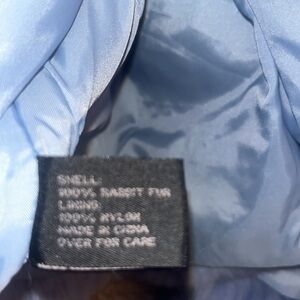 SHELL:
100% RABBIT FUR
LINING:
100% NYLON
MADE IN CHINA
OVER FOR CARE